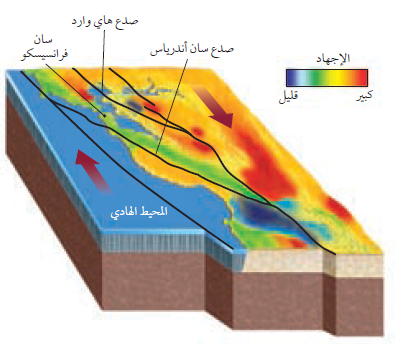 صدع هاي وارد
سان
فرانسيسكو
صدع سان أندرياس
الإجهاد
كبير
قليل
المحيط الهادي